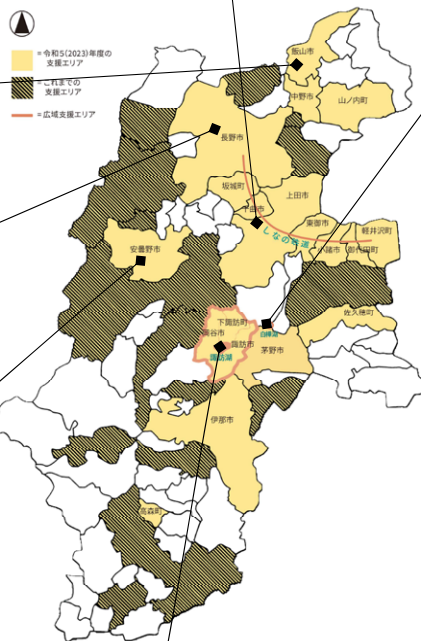 =令和5(2023)年度の
支援エリア
=これまでの
支援エリア
=広域支援エリア
飯山市
中野市
山ノ内町
長野市
坂城町
千曲市
上田市
東御市
軽井沢町
小諸市
御代田町
しなの鉄道
安曇野市
佐久穂町
下諏訪町
白樺湖
岡谷市
諏訪市
諏訪湖
茅野市
伊那市
高森町